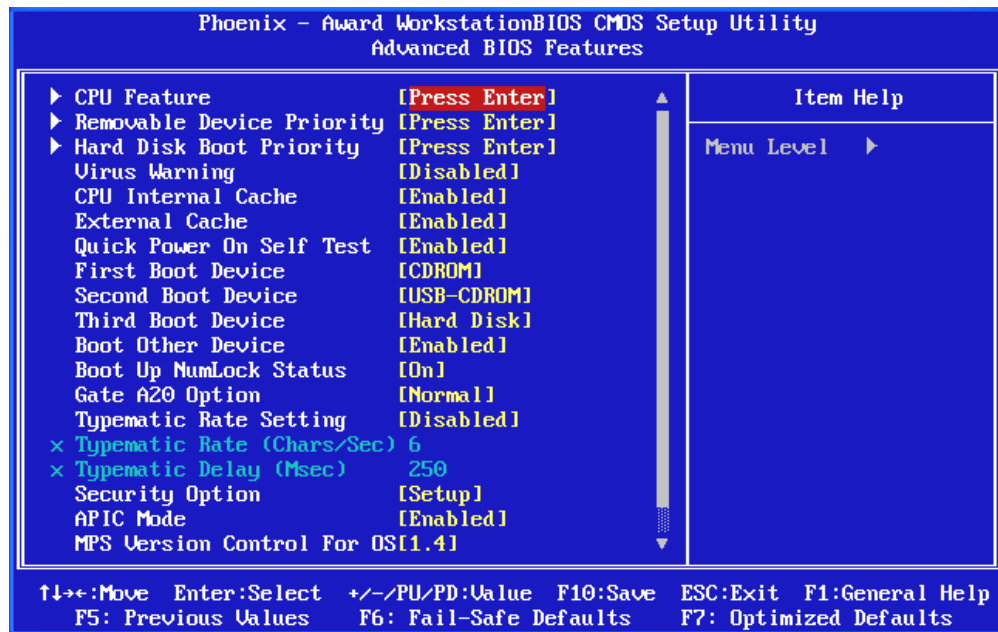 Phoenix - Award WorkstationBIOS CMOS Setup Utility
Advanced BIOS Features
CPU Feature [Press Enter]
Removable Device Priority [Press Enter]
Hard Disk Boot Priority [Press Enter]
Virus Warning [Disabled]
CPU Internal Cache [Enabled]
External Cache [Enabled]
Quick Power On Self Test [Enabled]
First Boot Device [CDROM]
Second Boot Device [USB-CDROM]
Third Boot Device [Hard Disk]
Boot Other Device [Enabled]
Boot Up NumLock Status [On]
Gate A20 Option [Normal]
Typematic Rate Setting [Disabled]
x Typematic Rate (Chars/Sec) 6
x Typematic Delay (Msec) 250
Security Option [Setup]
APIC Mode [Enabled]
MPS Version Control For OS[1.4]
Item Help
Menu Level
↑↓→←:Move Enter:Select +/-/PU/PD:Value F10:Save ESC:Exit F1:General Help
F5: Previous Values F6: Fail-Safe Defaults F7: Optimized Defaults